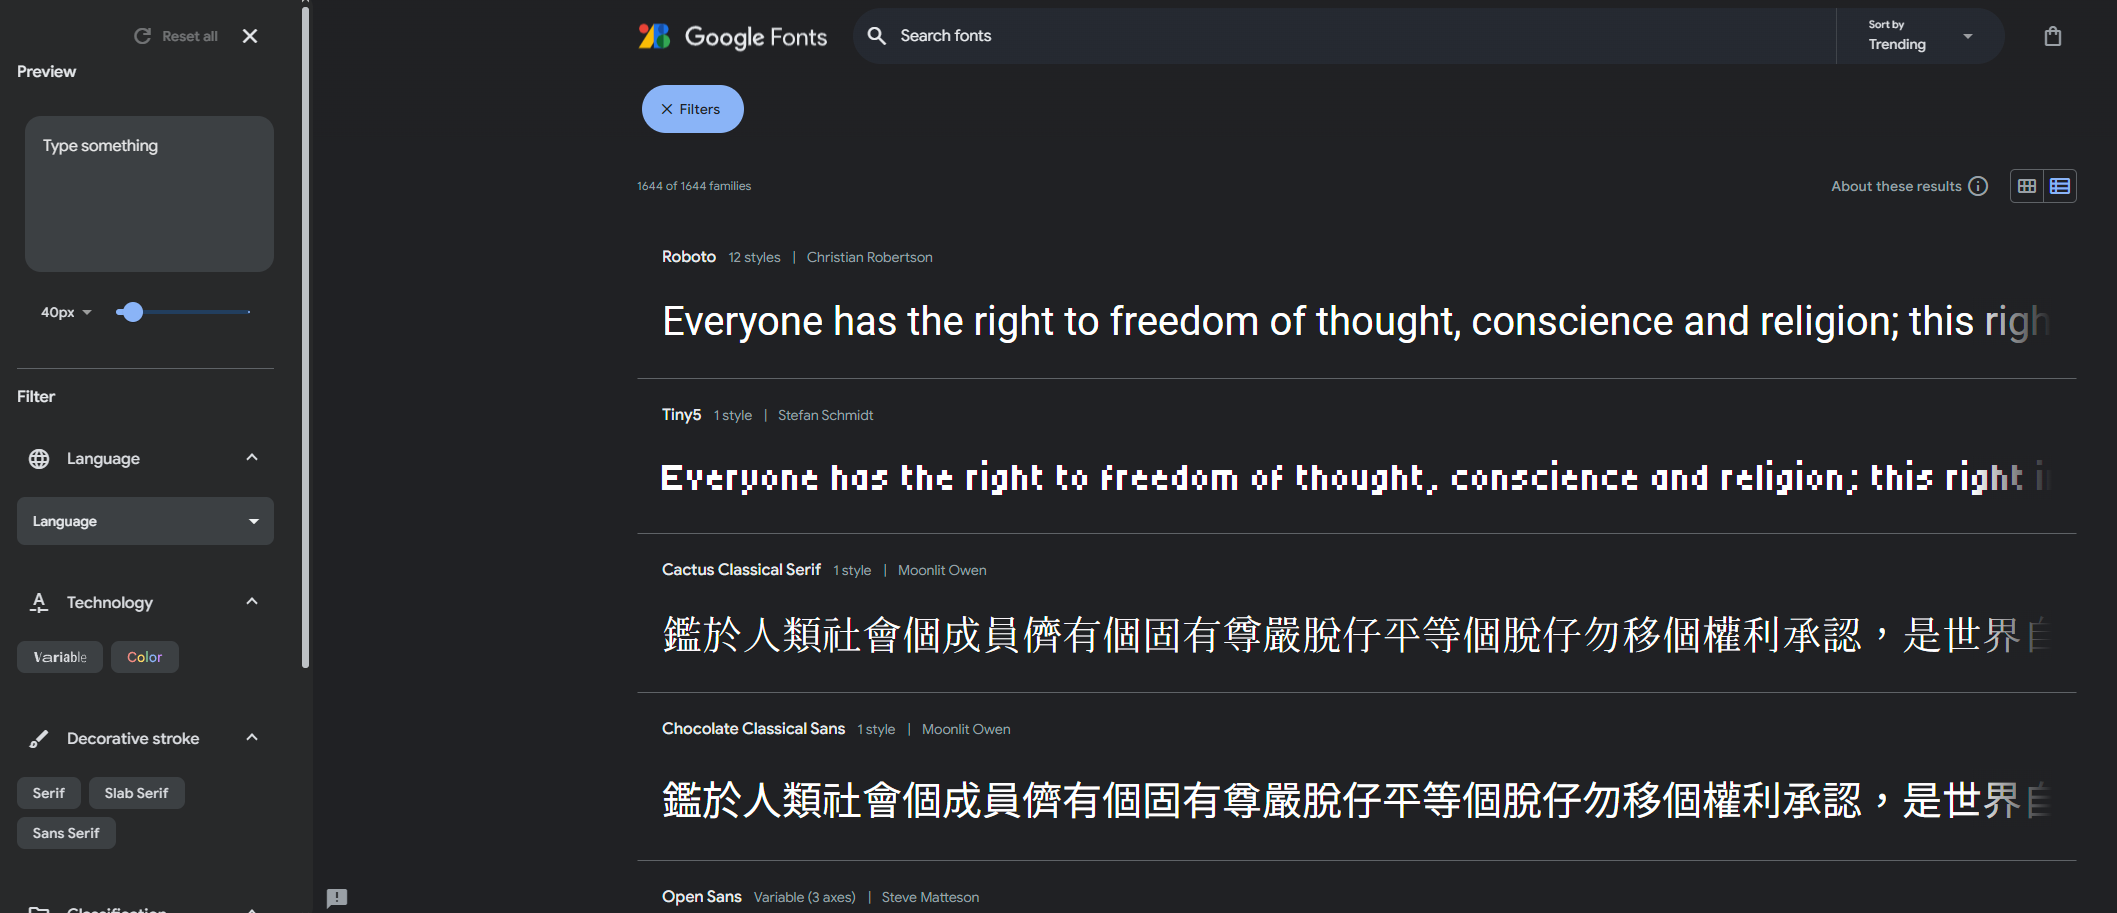 Reset all
Preview
Type something
40px
Filter
Language
Language
Technology
Variable
Color
Decorative stroke
Serif
Slab Serif
Sans Serif
Classification
Google Fonts
Search fonts
Sort by
Trending
Filters
1644 of 1644 families
About these results
Roboto 12 styles | Christian Robertson
Everyone has the right to freedom of thought, conscience and religion; this righ
Tiny5 1 style | Stefan Schmidt
Everyone has the right to freedom of thought, conscience and religion; this right i
Cactus Classical Serif 1 style | Moonlit Owen
鑑於人類社會個成員儕有個固有尊嚴脫仔平等個脫仔勿移個權利承認，是世界自
Chocolate Classical Sans 1 style | Moonlit Owen
鑑於人類社會個成員儕有個固有尊嚴脫仔平等個脫仔勿移個權利承認，是世界自
Open Sans Variable (3 axes) | Steve Matteson